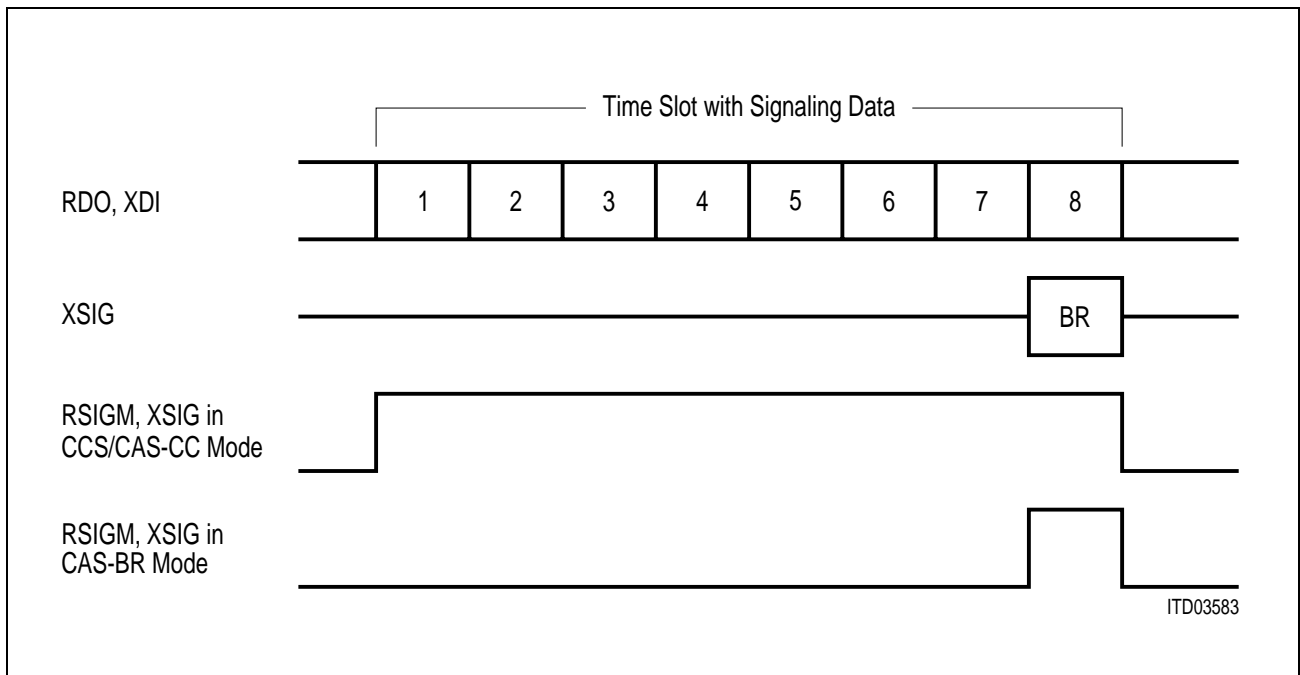 Time Slot with Signaling Data
RDO, XDI
1 2 3 4 5 6 7 8
XSIG
BR
RSIGM, XSIG in
CCS/CAS-CC Mode
RSIGM, XSIG in
CAS-BR Mode
ITD03583